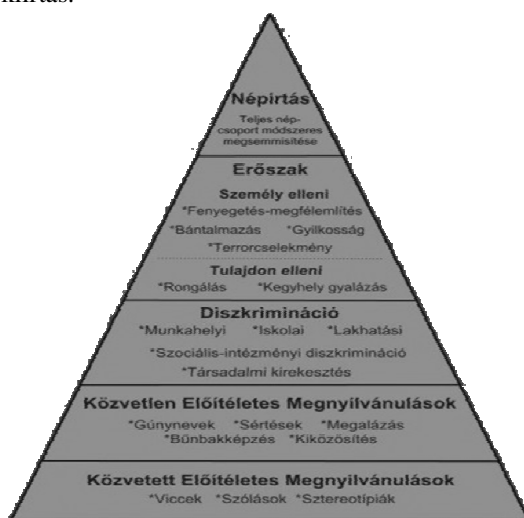 kiirtás.
Népirtás
Teljes nép-
csoport módszeres
megsemmisítése
Erőszak
Személy elleni
*Fenyegetés-megfélemlítés
*Bántalmazás *Gyilkosság
*Terrorcselekmény
Tulajdon elleni
*Rongálás *Kegyhely gyalázás
Diszkrimináció
*Munkahelyi *Iskolai *Lakhatási
*Szociális-intézményi diszkrimináció
*Társadalmi kirekesztés
Közvetlen Előítéletes Megnyilvánulások
*Gúnynevek *Sértések *Megalázás
*Bűnbakképzés *Kiközösítés
Közvetett Előítéletes Megnyilvánulások
*Viccek *Szólások *Sztereotípiák